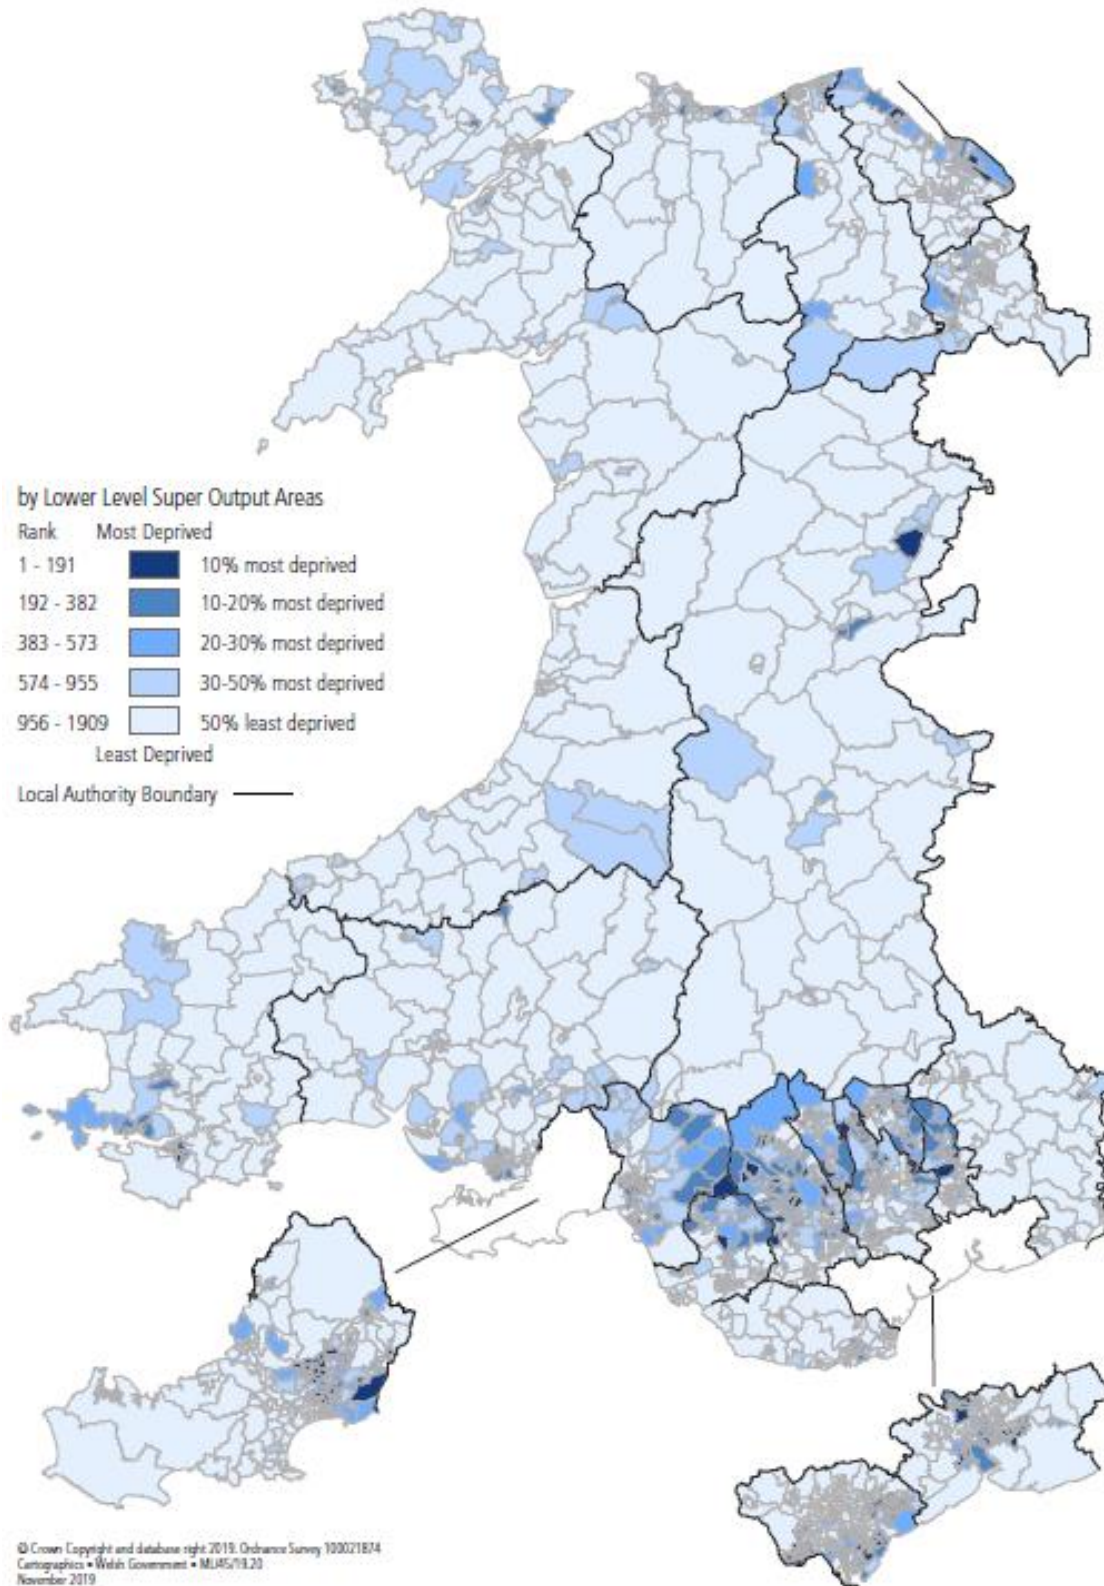 by Lower Level Super Output Areas
Rank Most Deprived
1 - 191 10% most deprived
192 - 382 10-20% most deprived
383 - 573 20-30% most deprived
574 - 955 30-50% most deprived
956 - 1909 50% least deprived
Least Deprived
Local Authority Boundary
© Crown Copyright and database right 2019. Ordnance Survey 100021874
Cartographics • Welsh Government • ML/45/19.20
November 2019